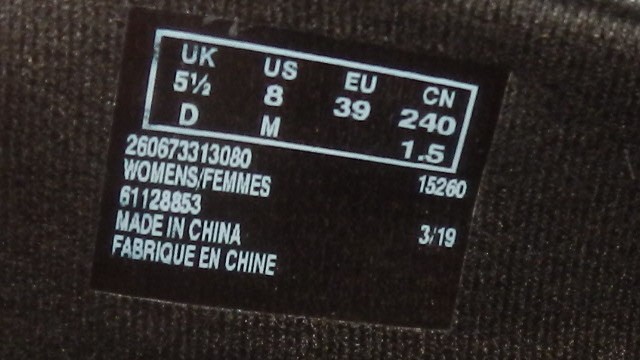 UK US EU CN
5½ 8 39 240
D M 1.5
260673313080
WOMENS/FEMMES 15260
61128853
MADE IN CHINA 3/19
FABRIQUE EN CHINE